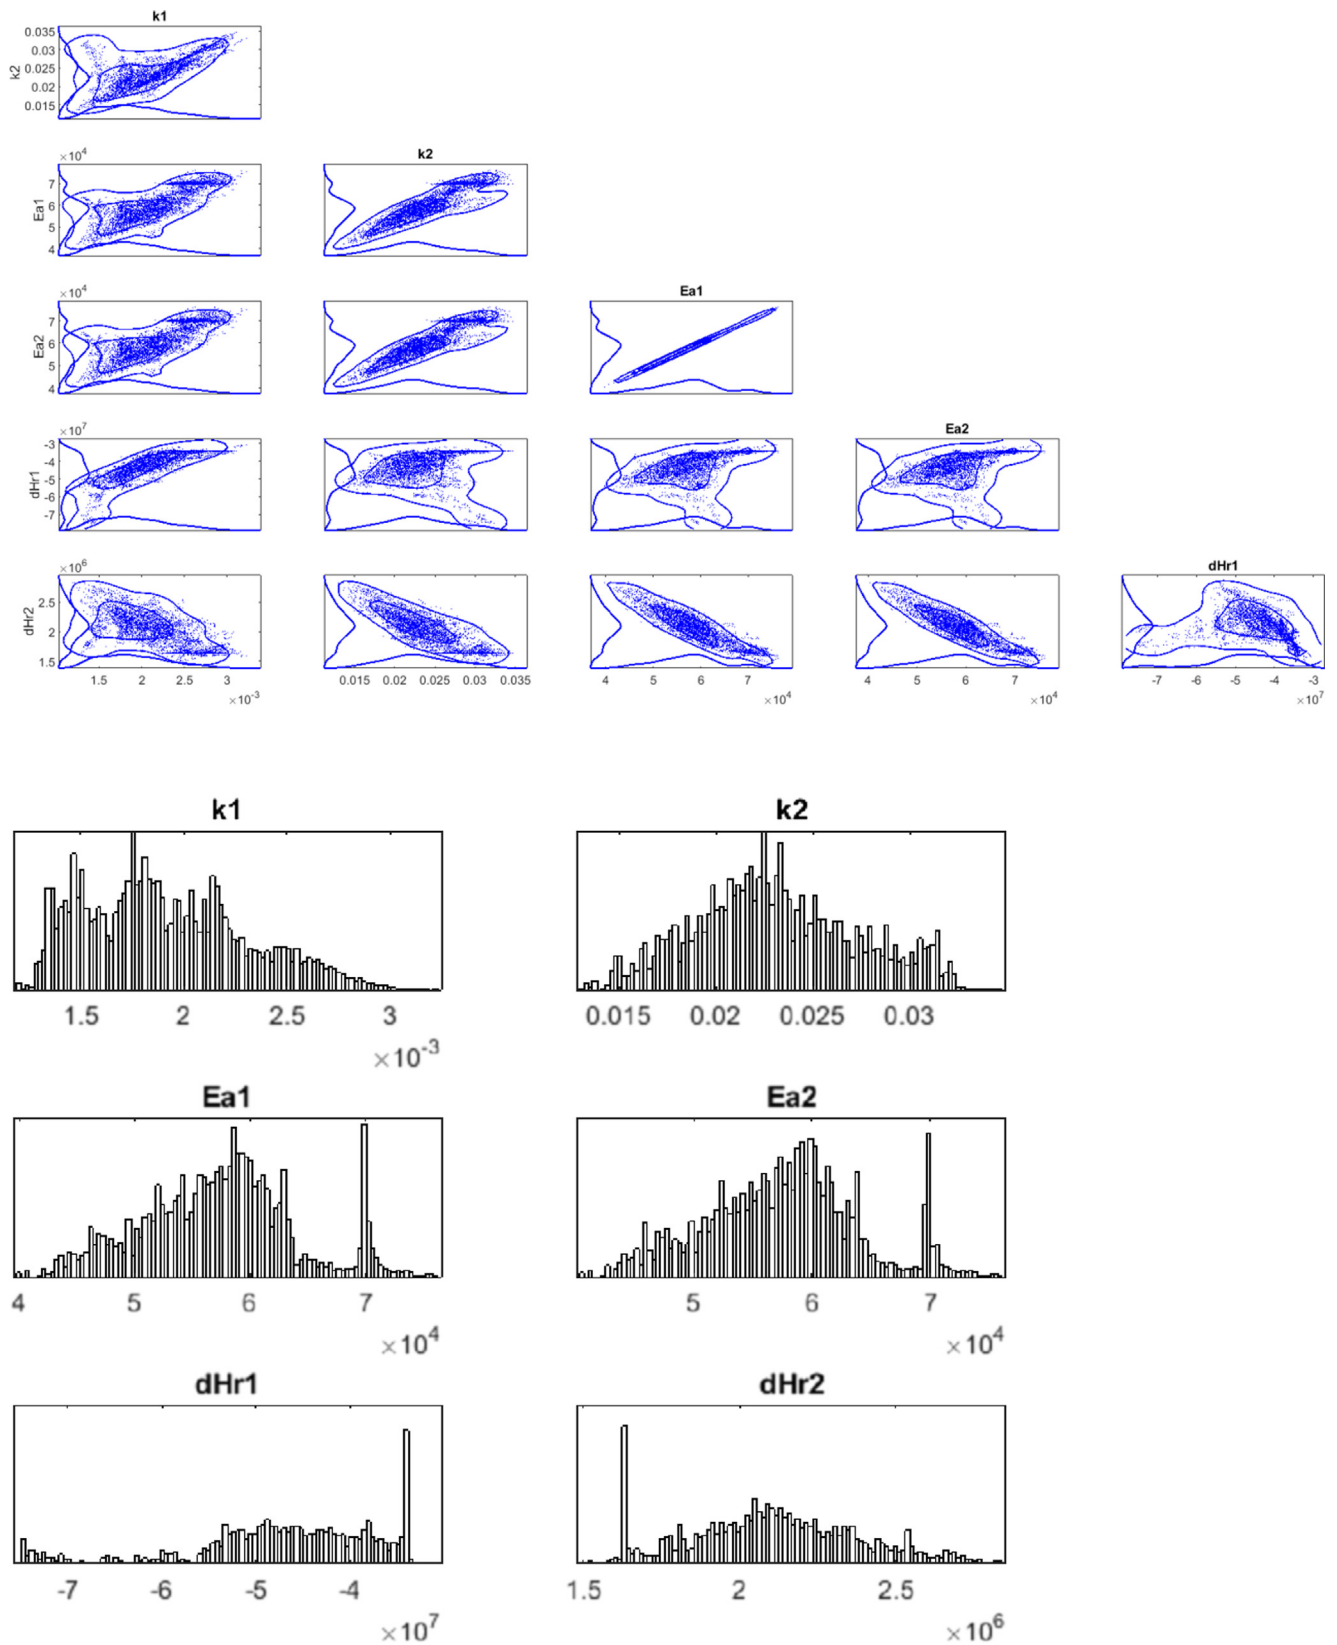 k1
0.035
0.03
0.025
0.02
0.015
k2
×10⁴
k2
7
6
5
4
Ea1
×10⁴
Ea1
7
6
5
4
Ea2
×10⁷
Ea2
-3
-4
-5
-6
-7
dHr1
×10⁶
dHr1
2.5
2
1.5
dHr2
1.5 2 2.5 3 0.015 0.02 0.025 0.03 0.035 4 5 6 7 4 5 6 7 -7 -6 -5 -4 -3
×10⁻³ ×10⁴ ×10⁴ ×10⁷
k1 k2
1.5 2 2.5 3 0.015 0.02 0.025 0.03
×10⁻³
Ea1 Ea2
4 5 6 7 5 6 7
×10⁴ ×10⁴
dHr1 dHr2
-7 -6 -5 -4 1.5 2 2.5
×10⁷ ×10⁶